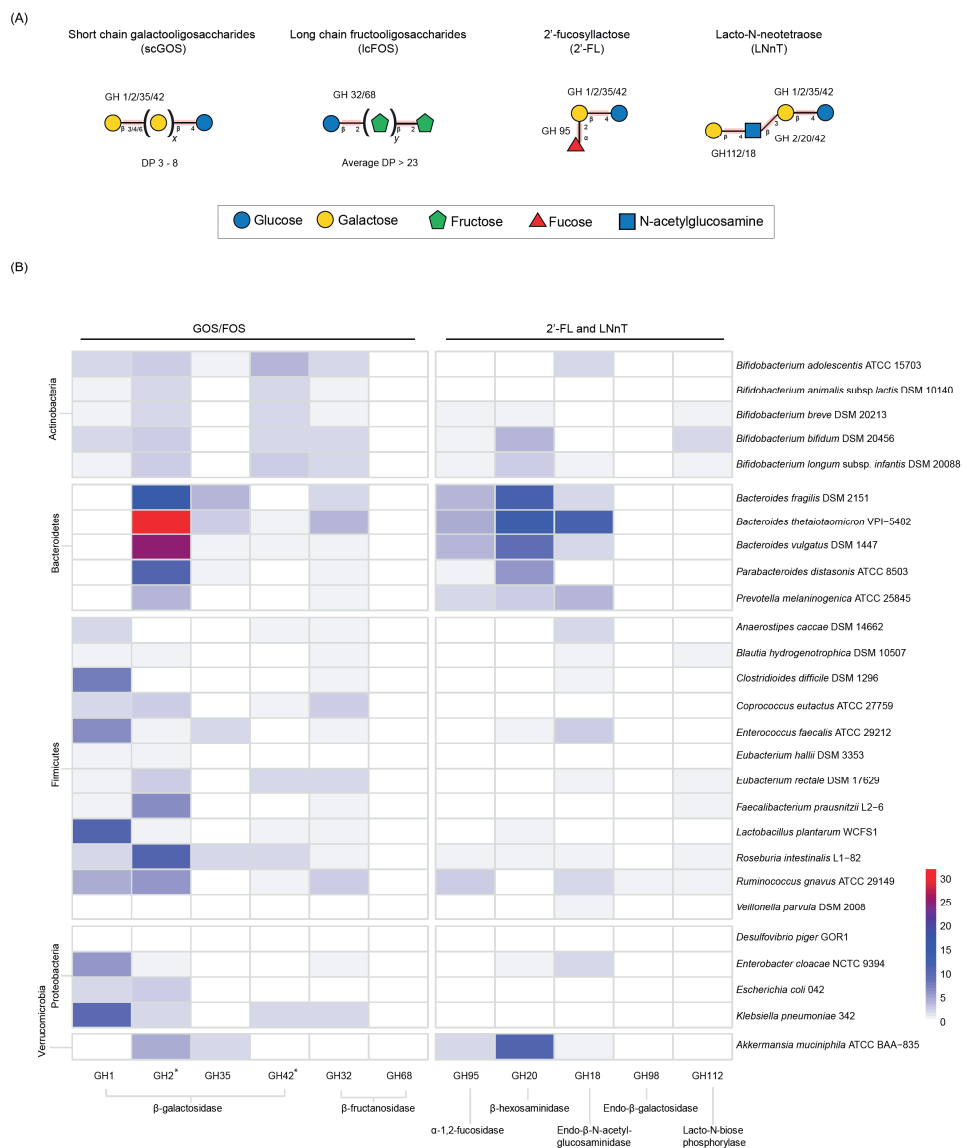 (A)
Short chain galactooligosaccharides
(scGOS)
Long chain fructooligosaccharides
(lcFOS)
2'-fucosyllactose
(2'-FL)
Lacto-N-neotetraose
(LNnT)
GH 1/2/35/42
β 3/4/6 ( ) x β 4
DP 3 - 8
GH 32/68
β 2 ( ) y β 2
Average DP > 23
GH 1/2/35/42
β 4
2
α
GH 95
GH 1/2/35/42
β 4
3
β
β 4
GH 2/20/42
GH112/18
Glucose Galactose Fructose Fucose N-acetylglucosamine
(B)
GOS/FOS
2'-FL and LNnT
Actinobacteria
Bifidobacterium adolescentis ATCC 15703
Bifidobacterium animalis subsp lactis DSM 10140
Bifidobacterium breve DSM 20213
Bifidobacterium bifidum DSM 20456
Bifidobacterium longum subsp. infantis DSM 20088
Bacteroidetes
Bacteroides fragilis DSM 2151
Bacteroides thetaiotaomicron VPI-5402
Bacteroides vulgatus DSM 1447
Parabacteroides distasonis ATCC 8503
Prevotella melaninogenica ATCC 25845
Firmicutes
Anaerostipes caccae DSM 14662
Blautia hydrogenotrophica DSM 10507
Clostridioides difficile DSM 1296
Coprococcus eutactus ATCC 27759
Enterococcus faecalis ATCC 29212
Eubacterium hallii DSM 3353
Eubacterium rectale DSM 17629
Faecalibacterium prausnitzii L2−6
Lactobacillus plantarum WCFS1
Roseburia intestinalis L1−82
Ruminococcus gnavus ATCC 29149
Veillonella parvula DSM 2008
Proteobacteria
Desulfovibrio piger GOR1
Enterobacter cloacae NCTC 9394
Escherichia coli 042
Klebsiella pneumoniae 342
Verrucomicrobia
Akkermansia muciniphila ATCC BAA−835
30
25
20
15
10
5
0
GH1 GH2* GH35 GH42* GH32 GH68 GH95 GH20 GH18 GH98 GH112
β-galactosidase
β-fructanosidase
β-hexosaminidase
Endo-β-galactosidase
α-1,2-fucosidase
Endo-β-N-acetyl-
glucosaminidase
Lacto-N-biose
phosphorylase